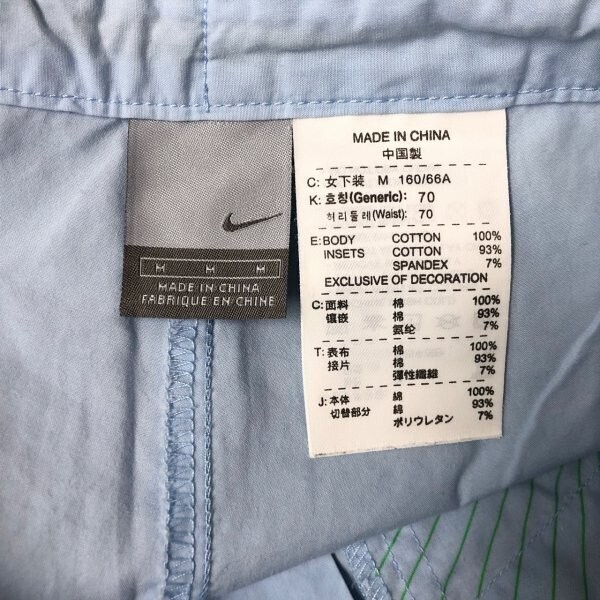 M M M
MADE IN CHINA
FABRIQUE EN CHINE
MADE IN CHINA
中国製
C: 女下装 M 160/66A
K: 호칭(Generic): 70
허리둘레(Waist): 70
E: BODY COTTON 100%
INSETS COTTON 93%
SPANDEX 7%
EXCLUSIVE OF DECORATION
C: 面料 棉 100%
镶嵌 棉 93%
氨纶 7%
T: 表布 棉 100%
接片 棉 93%
彈性纖維 7%
J: 本体 綿 100%
切替部分 綿 93%
ポリウレタン 7%